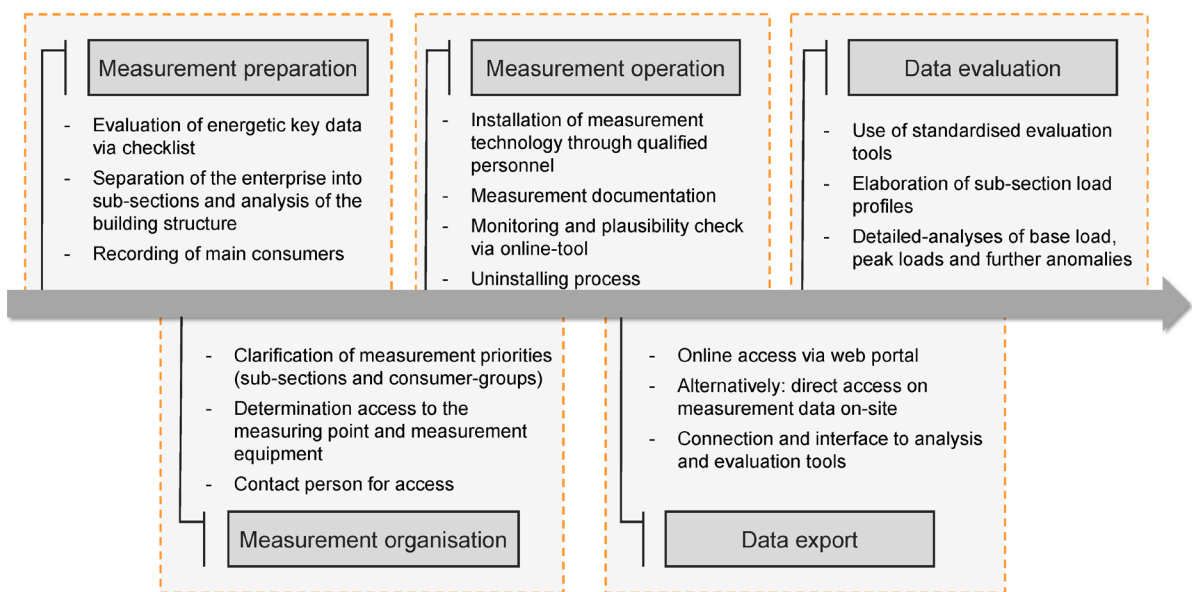 Measurement preparation
- Evaluation of energetic key data
via checklist
- Separation of the enterprise into
sub-sections and analysis of the
building structure
- Recording of main consumers
Measurement operation
- Installation of measurement
technology through qualified
personnel
- Measurement documentation
- Monitoring and plausibility check
via online-tool
- Uninstalling process
Data evaluation
- Use of standardised evaluation
tools
- Elaboration of sub-section load
profiles
- Detailed-analyses of base load,
peak loads and further anomalies
- Clarification of measurement priorities
(sub-sections and consumer-groups)
- Determination access to the
measuring point and measurement
equipment
- Contact person for access
Measurement organisation
- Online access via web portal
- Alternatively: direct access on
measurement data on-site
- Connection and interface to analysis
and evaluation tools
Data export